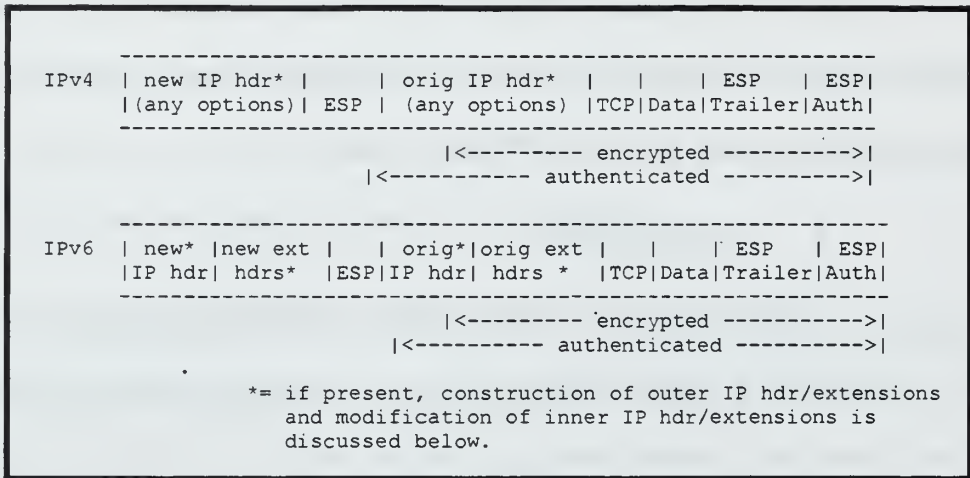 -----------------------------------------------------------
IPv4 | new IP hdr* | | orig IP hdr* | | | ESP | ESP|
|(any options)| ESP | (any options) |TCP|Data|Trailer|Auth|
-----------------------------------------------------------
|<--------- encrypted ---------->|
|<----------- authenticated ---------->|
------------------------------------------------------------
IPv6 | new* |new ext | | orig*|orig ext | | | ESP | ESP|
|IP hdr| hdrs* |ESP|IP hdr| hdrs * |TCP|Data|Trailer|Auth|
------------------------------------------------------------
|<--------- encrypted ----------->|
|<---------- authenticated ---------->|
*= if present, construction of outer IP hdr/extensions
and modification of inner IP hdr/extensions is
discussed below.